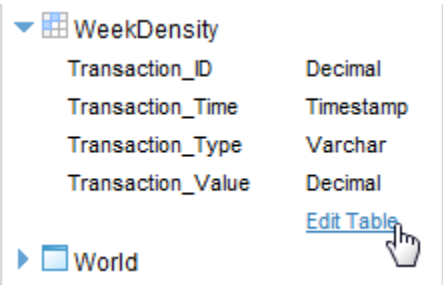 WeekDensity
Transaction_ID Decimal
Transaction_Time Timestamp
Transaction_Type Varchar
Transaction_Value Decimal
Edit Table
World